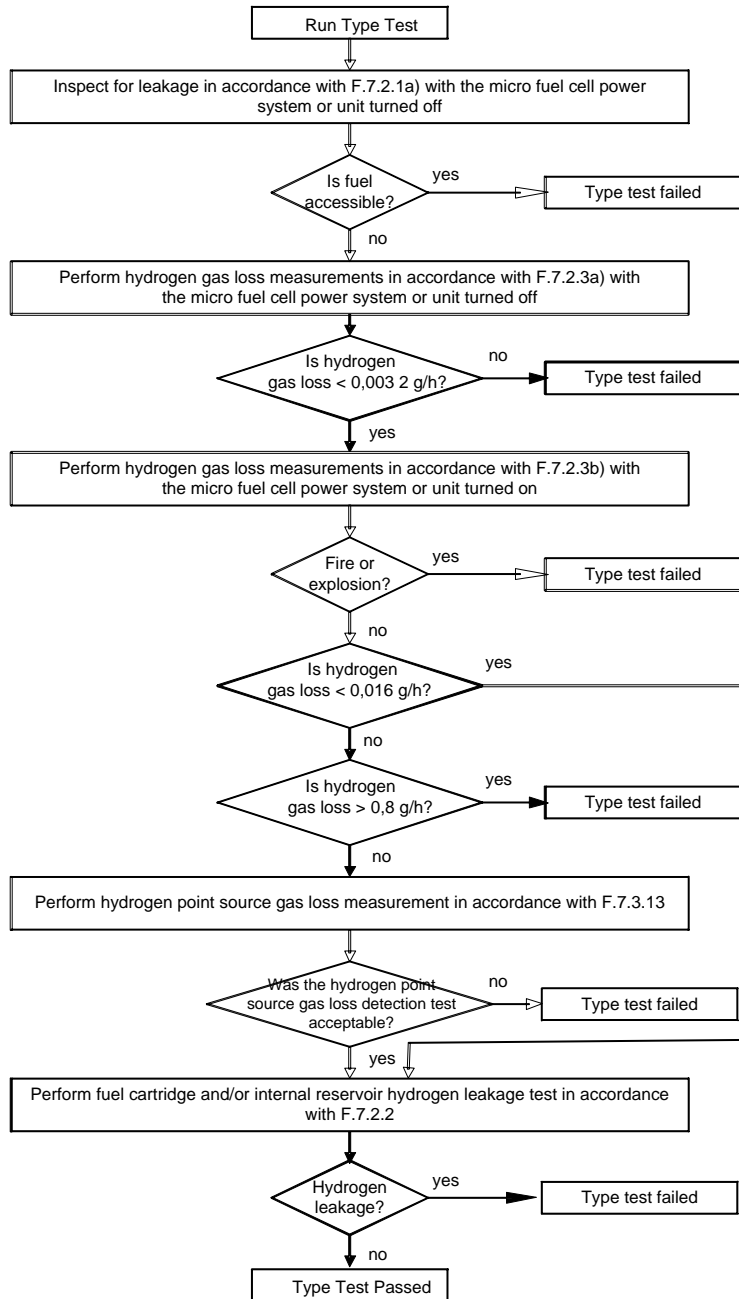 Run Type Test
Inspect for leakage in accordance with F.7.2.1a) with the micro fuel cell power
system or unit turned off
Is fuel
accessible?
yes
Type test failed
no
Perform hydrogen gas loss measurements in accordance with F.7.2.3a) with
the micro fuel cell power system or unit turned off
Is hydrogen
gas loss < 0,003 2 g/h?
no
Type test failed
yes
Perform hydrogen gas loss measurements in accordance with F.7.2.3b) with
the micro fuel cell power system or unit turned on
Fire or
explosion?
yes
Type test failed
no
Is hydrogen
gas loss < 0,016 g/h?
yes
no
Is hydrogen
gas loss > 0,8 g/h?
yes
Type test failed
no
Perform hydrogen point source gas loss measurement in accordance with F.7.3.13
Was the hydrogen point
source gas loss detection test
acceptable?
no
Type test failed
yes
Perform fuel cartridge and/or internal reservoir hydrogen leakage test in accordance
with F.7.2.2
Hydrogen
leakage?
yes
Type test failed
no
Type Test Passed